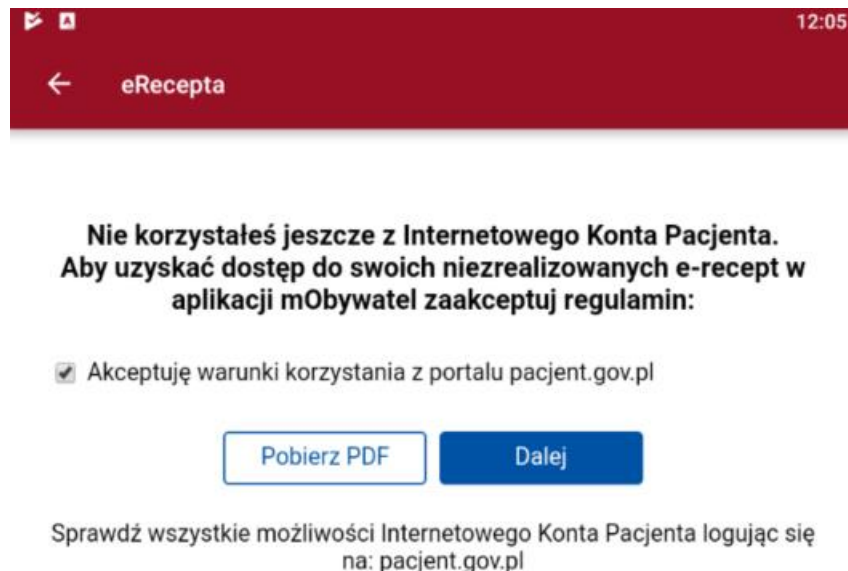 12:05
eRecepta
Nie korzystałeś jeszcze z Internetowego Konta Pacjenta.
Aby uzyskać dostęp do swoich niezrealizowanych e-recept w
aplikacji mObywatel zaakceptuj regulamin:
Akceptuję warunki korzystania z portalu pacjent.gov.pl
Pobierz PDF
Dalej
Sprawdź wszystkie możliwości Internetowego Konta Pacjenta logując się
na: pacjent.gov.pl